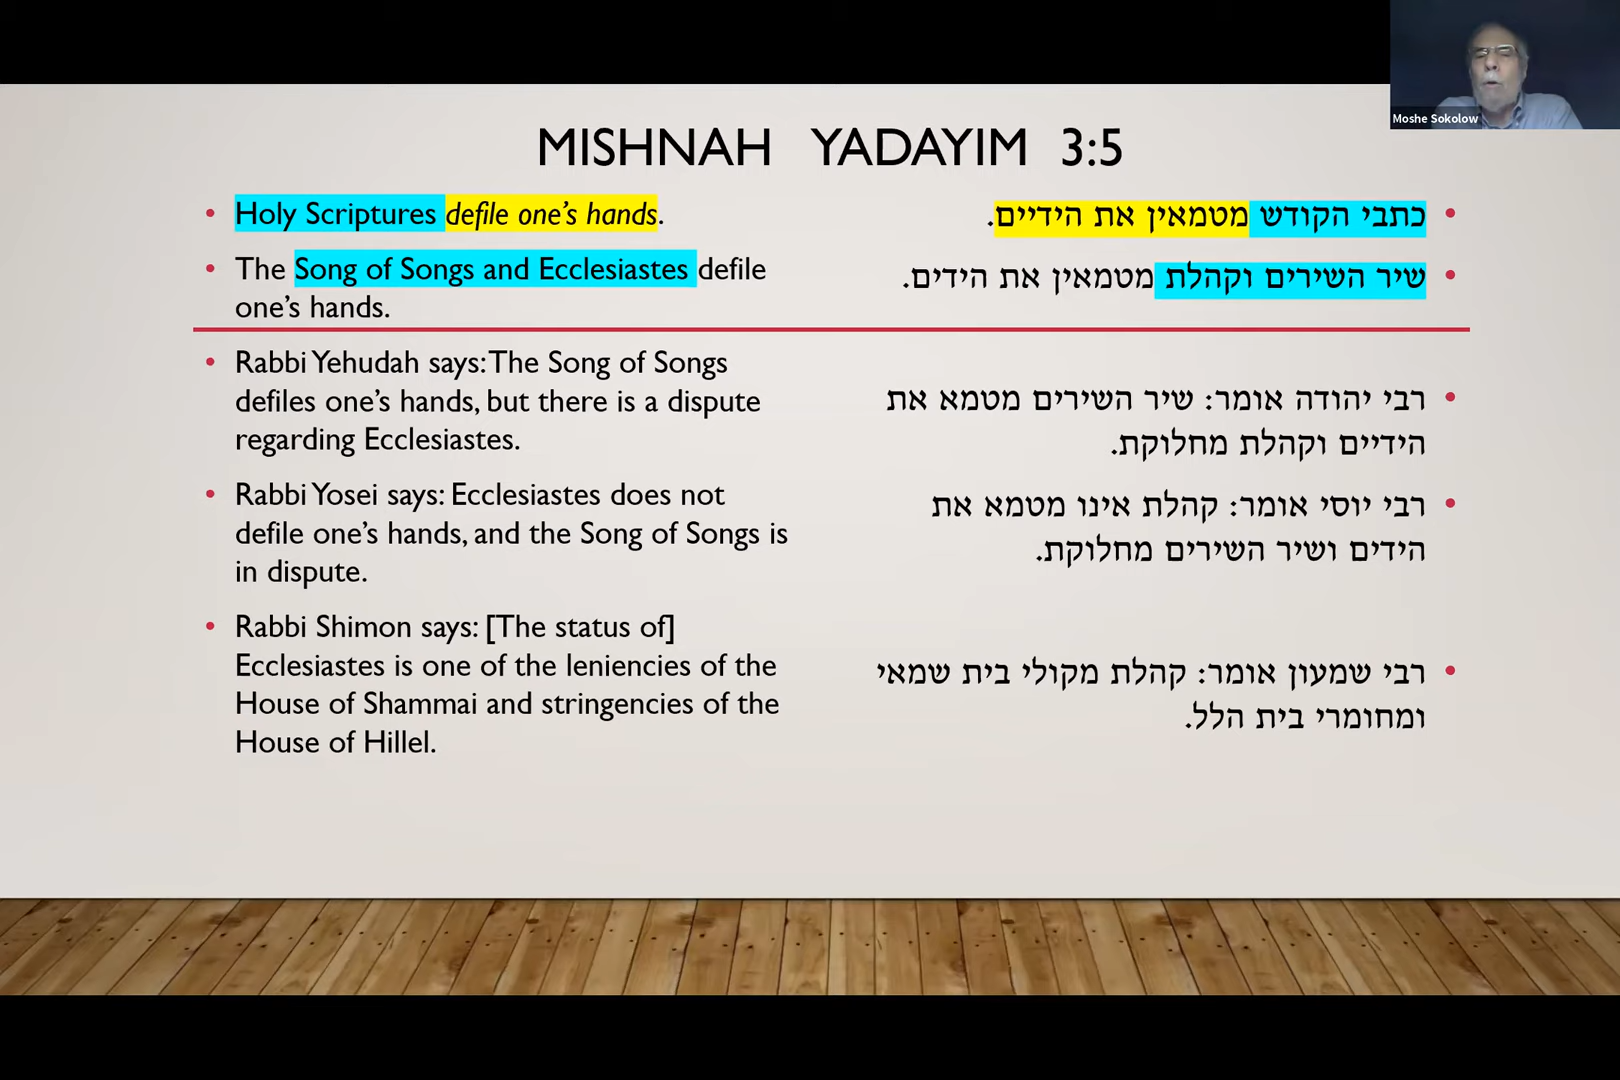 Moshe Sokolow
MISHNAH YADAYIM 3:5
• Holy Scriptures defile one's hands.
• The Song of Songs and Ecclesiastes defile
one's hands.
• Rabbi Yehudah says: The Song of Songs
defiles one's hands, but there is a dispute
regarding Ecclesiastes.
• Rabbi Yosei says: Ecclesiastes does not
defile one's hands, and the Song of Songs is
in dispute.
• Rabbi Shimon says: [The status of]
Ecclesiastes is one of the leniencies of the
House of Shammai and stringencies of the
House of Hillel.
• כתבי הקודש מטמאין את הידיים.
• שיר השירים וקהלת מטמאין את הידים.
• רבי יהודה אומר: שיר השירים מטמא את
הידיים וקהלת מחלוקת.
• רבי יוסי אומר: קהלת אינו מטמא את
הידים ושיר השירים מחלוקת.
• רבי שמעון אומר: קהלת מקולי בית שמאי
ומחומרי בית הלל.